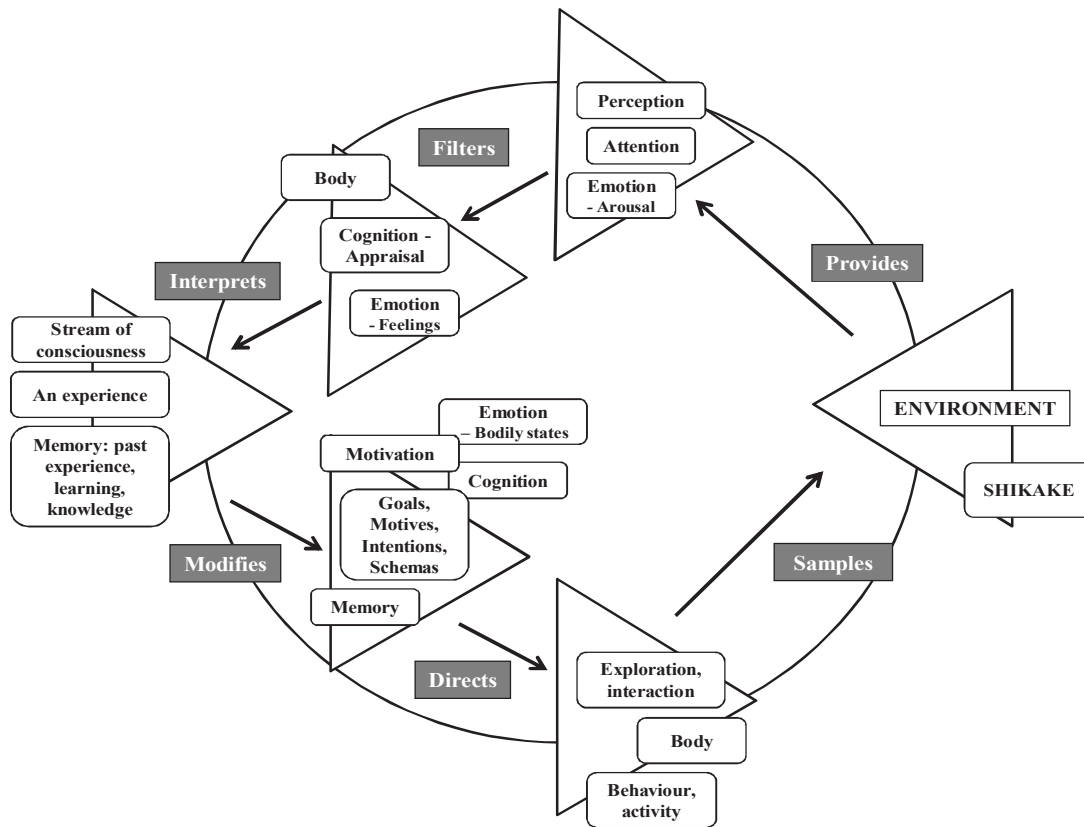 Perception
Filters
Attention
Body
Emotion
- Arousal
Cognition -
Appraisal
Provides
Interprets
Emotion
- Feelings
Stream of
consciousness
An experience
ENVIRONMENT
Emotion
– Bodily states
Memory: past
experience,
learning,
knowledge
Motivation
Cognition
SHIKAKE
Goals,
Motives,
Intentions,
Schemas
Modifies
Samples
Memory
Directs
Exploration,
interaction
Body
Behaviour,
activity